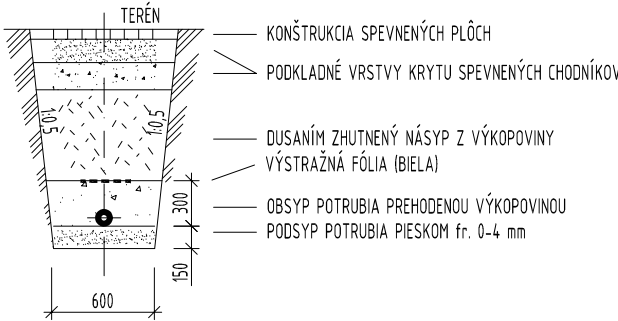 TERÉN
KONŠTRUKCIA SPEVNENÝCH PLÔCH
PODKLADNÉ VRSTVY KRYTU SPEVNENÝCH CHODNÍKOV
1:0,5
1:0,5
DUSANÍM ZHUTNENÝ NÁSYP Z VÝKOPOVINY
VÝSTRAŽNÁ FÓLIA (BIELA)
300
OBSYP POTRUBIA PREHODENOU VÝKOPOVINOU
PODSYP POTRUBIA PIESKOM fr. 0-4 mm
150
600